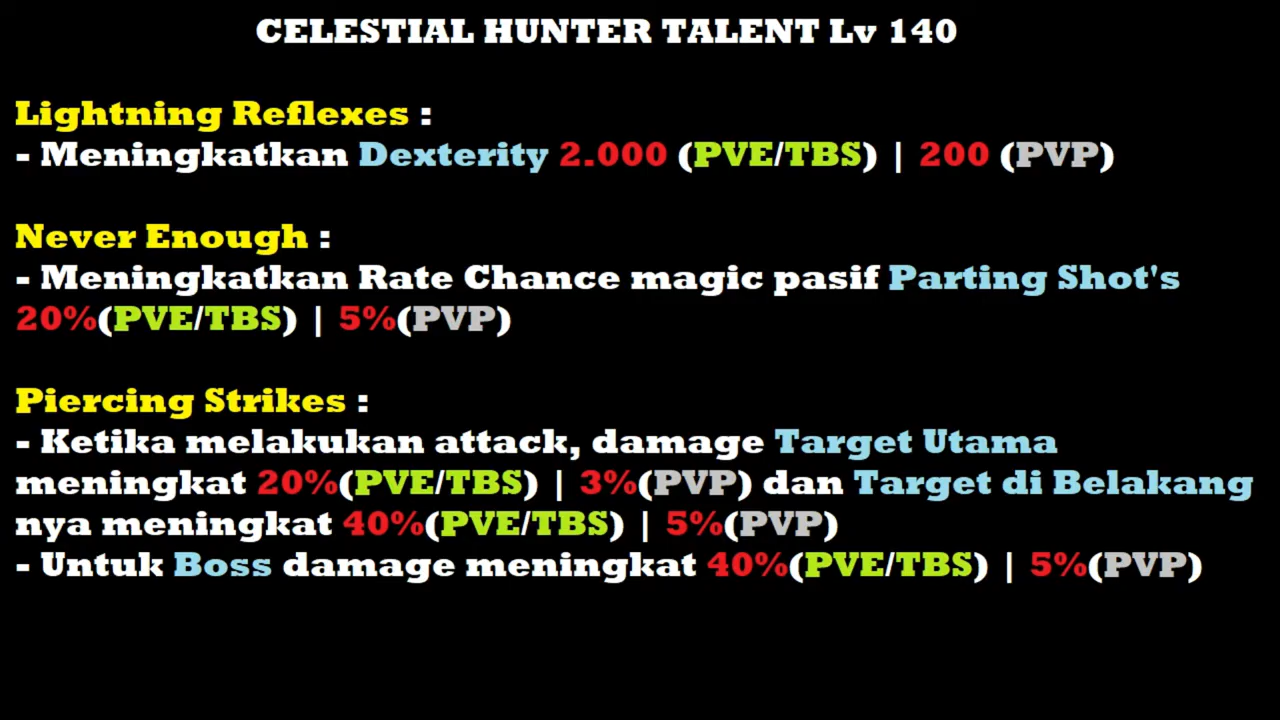 CELESTIAL HUNTER TALENT Lv 140
Lightning Reflexes :
- Meningkatkan Dexterity 2.000 (PVE/TBS) | 200 (PVP)
Never Enough :
- Meningkatkan Rate Chance magic pasif Parting Shot's
20%(PVE/TBS) | 5%(PVP)
Piercing Strikes :
- Ketika melakukan attack, damage Target Utama
meningkat 20%(PVE/TBS) | 3%(PVP) dan Target di Belakang
nya meningkat 40%(PVE/TBS) | 5%(PVP)
- Untuk Boss damage meningkat 40%(PVE/TBS) | 5%(PVP)